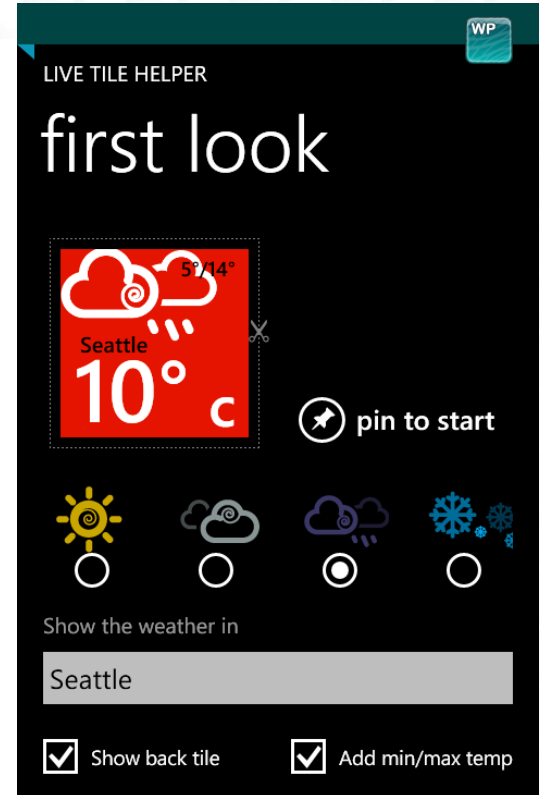 WP
LIVE TILE HELPER
first look
5°/14°
Seattle
10° c
pin to start
Show the weather in
Seattle
Show back tile
Add min/max temp